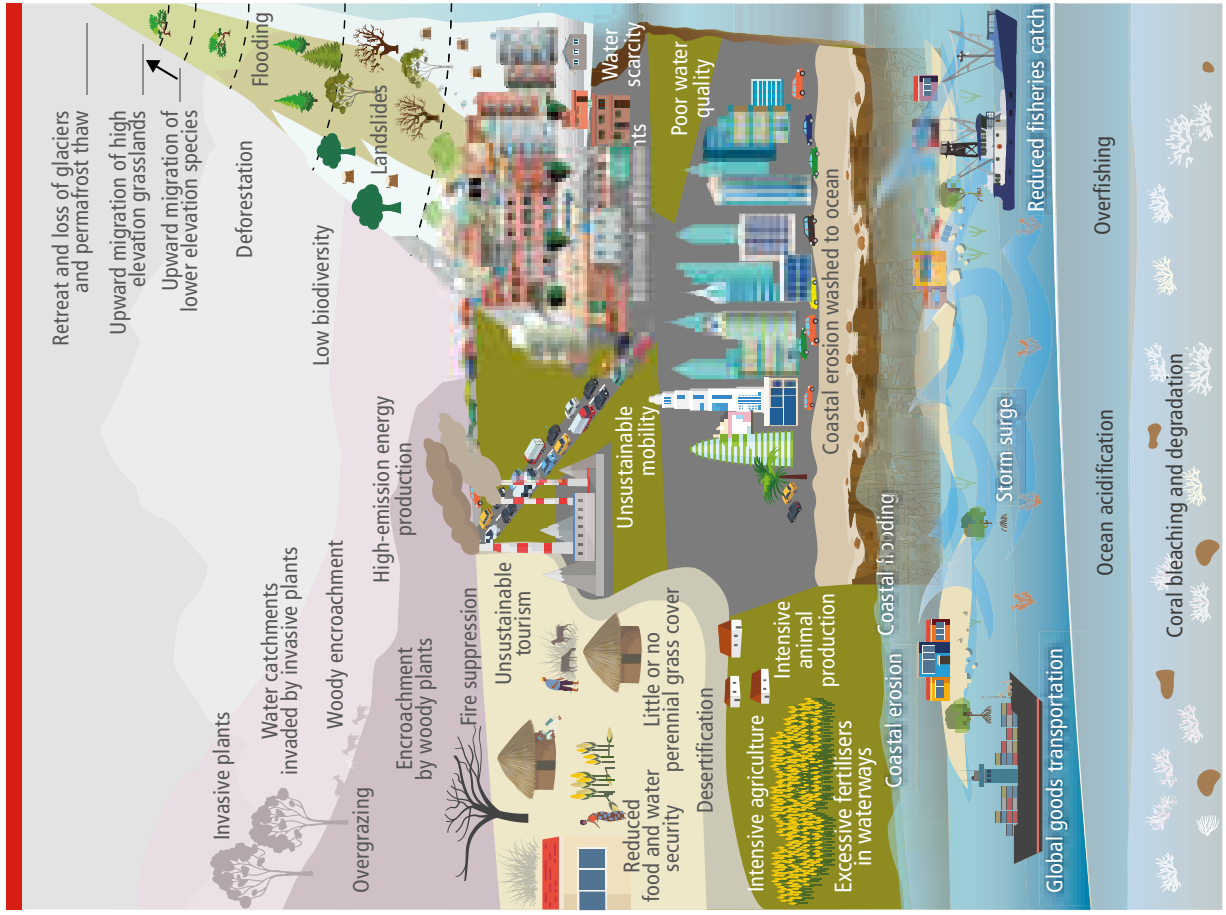 Retreat and loss of glaciers
and permafrost thaw
Upward migration of high
elevation grasslands
Upward migration of
lower elevation species
Deforestation
Flooding
Landslides
Low biodiversity
Invasive plants
Water catchments
invaded by invasive plants
Woody encroachment
High-emission energy
production
Overgrazing
Encroachment
by woody plants
Fire suppression
Unsustainable
tourism
Water
scarcity
Poor water
quality
Unsustainable
mobility
Reduced
food and water
security
Little or no
perennial grass cover
Desertification
Intensive agriculture
Intensive
animal
production
Excessive fertilisers
in waterways
Coastal erosion washed to ocean
Coastal erosion
Coastal flooding
Storm surge
Reduced fisheries catch
Global goods transportation
Ocean acidification
Overfishing
Coral bleaching and degradation